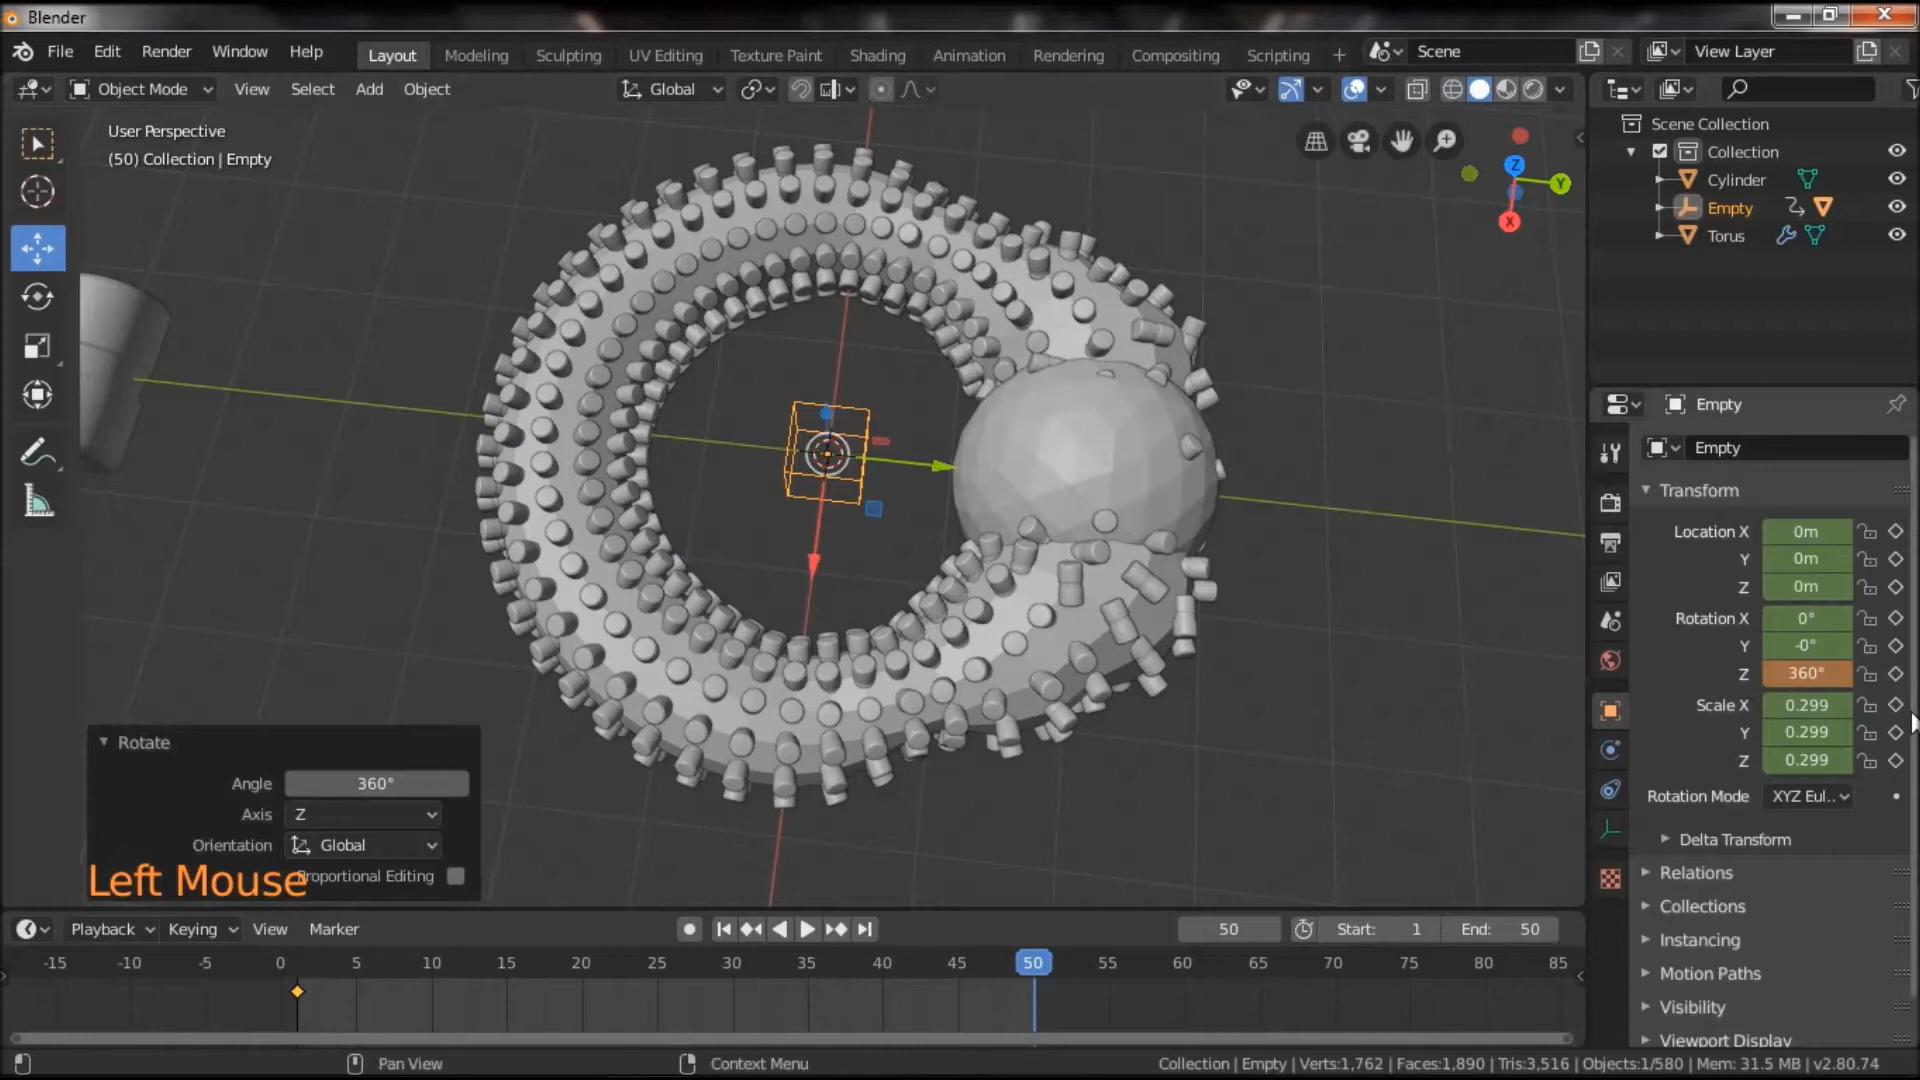 Blender
File Edit Render Window Help Layout Modeling Sculpting UV Editing Texture Paint Shading Animation Rendering Compositing Scripting + Scene View Layer
Object Mode View Select Add Object Global
User Perspective
(50) Collection | Empty
Z
Y
X
Scene Collection
Collection
Cylinder
Empty
Torus
Empty
Empty
Transform
Location X 0m
Y 0m
Z 0m
Rotation X 0°
Y -0°
Z 360°
Scale X 0.299
Y 0.299
Z 0.299
Rotation Mode XYZ Eul..
Delta Transform
Relations
Collections
Instancing
Motion Paths
Visibility
Viewport Display
Rotate
Angle 360°
Axis Z
Orientation Global
Proportional Editing
Left Mouse
Playback Keying View Marker 50 Start: 1 End: 50
-15 -10 -5 0 5 10 15 20 25 30 35 40 45 50 55 60 65 70 75 80 85
Pan View Context Menu Collection | Empty | Verts:1,762 | Faces:1,890 | Tris:3,516 | Objects:1/580 | Mem: 31.5 MB | v2.80.74